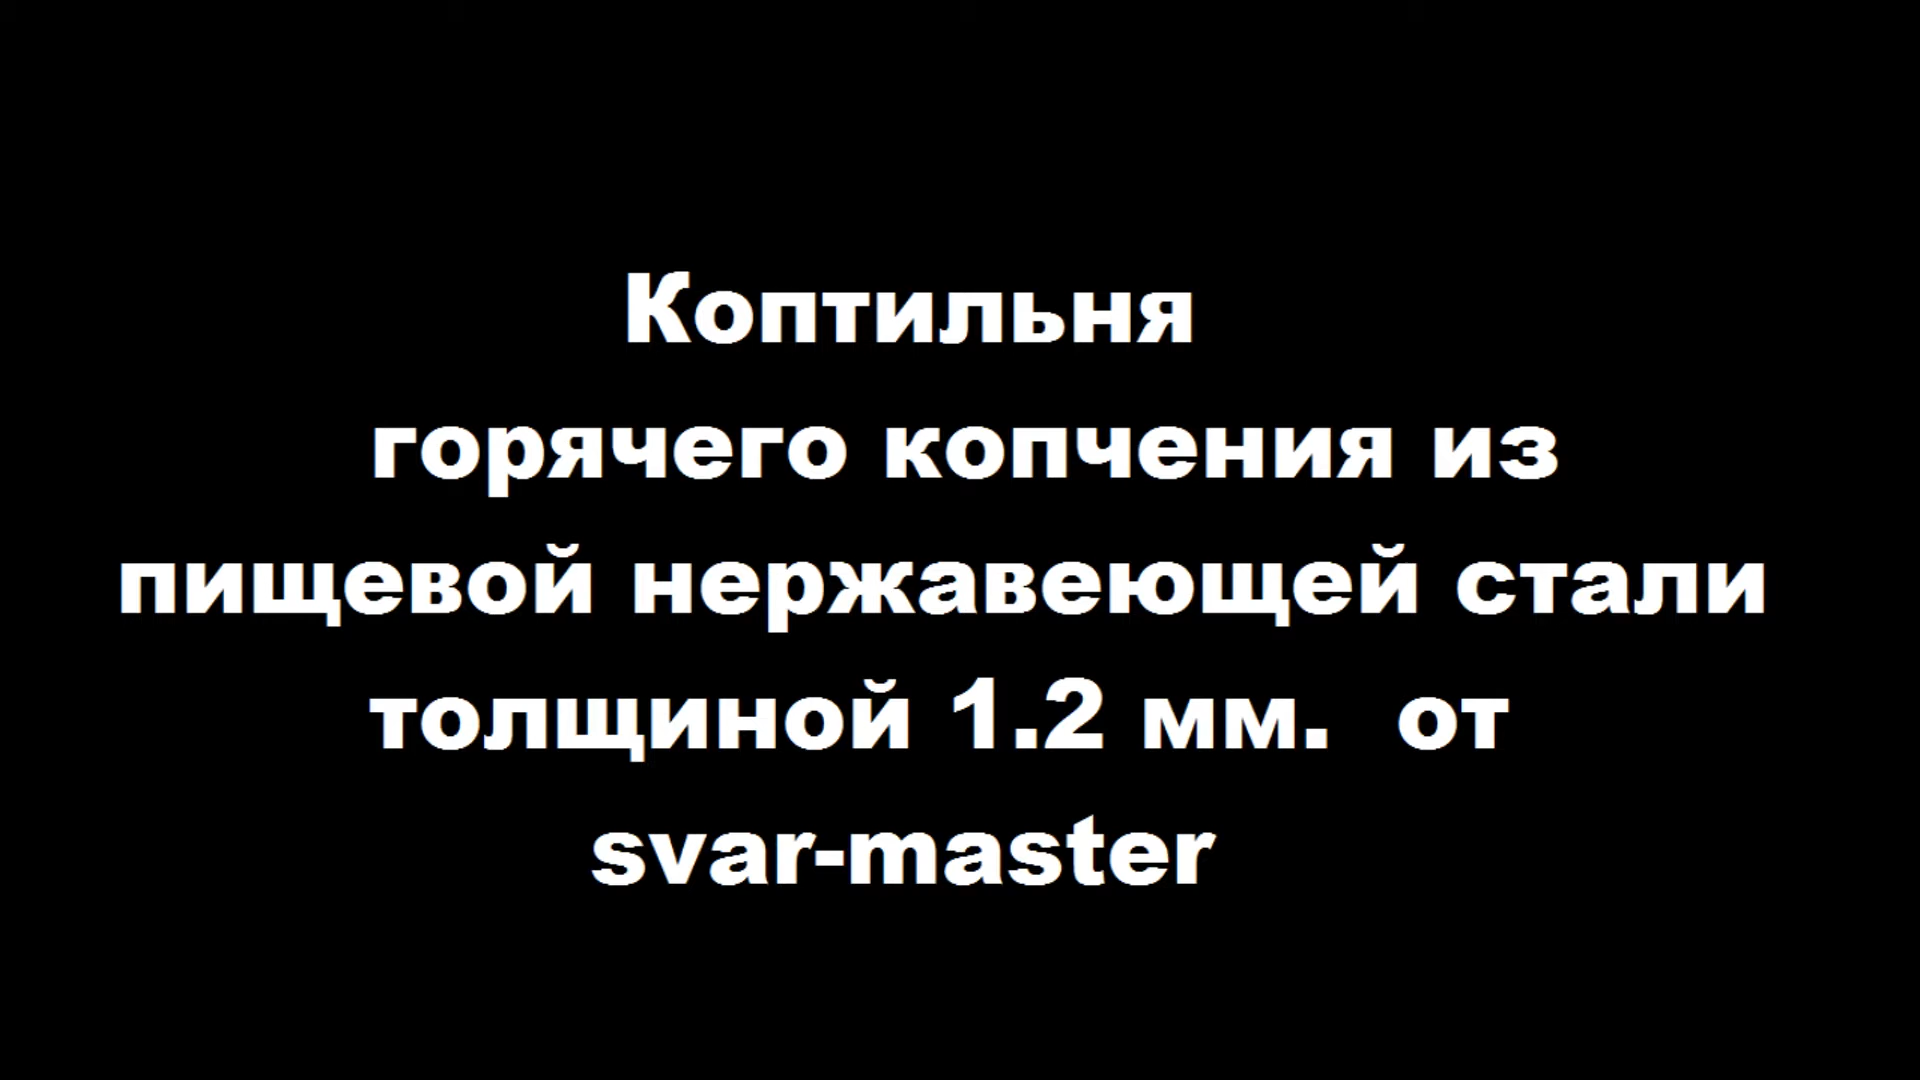 Коптильня
горячего копчения из
пищевой нержавеющей стали
толщиной 1.2 мм. от
svar-master